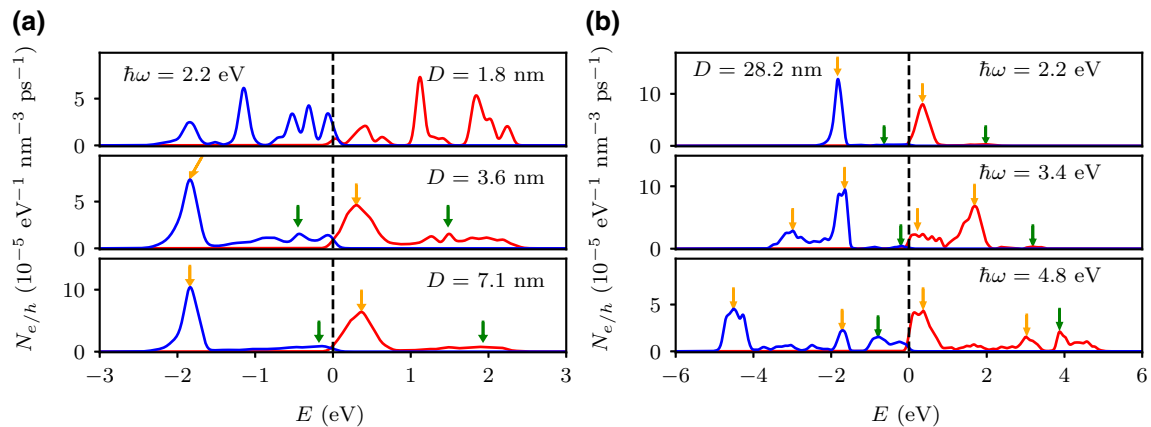 (a)
N_{e/h} (10^{-5} eV^{-1} nm^{-3} ps^{-1})
ħω = 2.2 eV
D = 1.8 nm
5
0
D = 3.6 nm
5
0
D = 7.1 nm
10
0
−3 −2 −1 0 1 2 3
E (eV)
(b)
N_{e/h} (10^{-5} eV^{-1} nm^{-3} ps^{-1})
D = 28.2 nm
ħω = 2.2 eV
10
0
ħω = 3.4 eV
10
0
ħω = 4.8 eV
5
0
−6 −4 −2 0 2 4 6
E (eV)